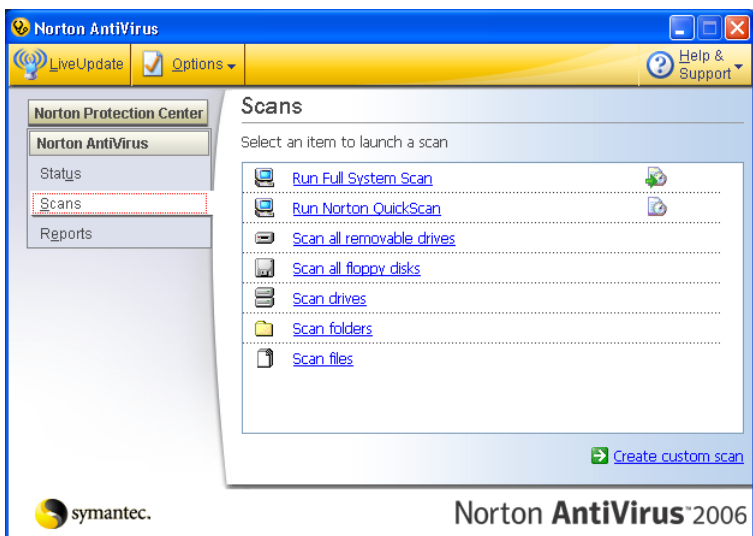 Norton AntiVirus
LiveUpdate
Options
Help & Support
Norton Protection Center
Norton AntiVirus
Status
Scans
Reports
Scans
Select an item to launch a scan
Run Full System Scan
Run Norton QuickScan
Scan all removable drives
Scan all floppy disks
Scan drives
Scan folders
Scan files
Create custom scan
symantec.
Norton AntiVirus™2006